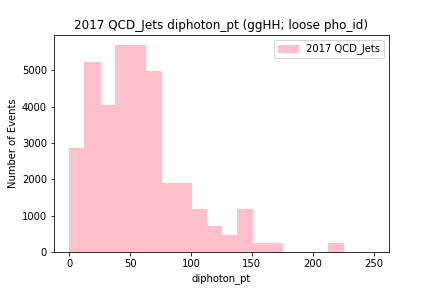 2017 QCD_Jets diphoton_pt (ggHH; loose pho_id)
2017 QCD_Jets
Number of Events
5000
4000
3000
2000
1000
0
0 50 100 150 200 250
diphoton_pt